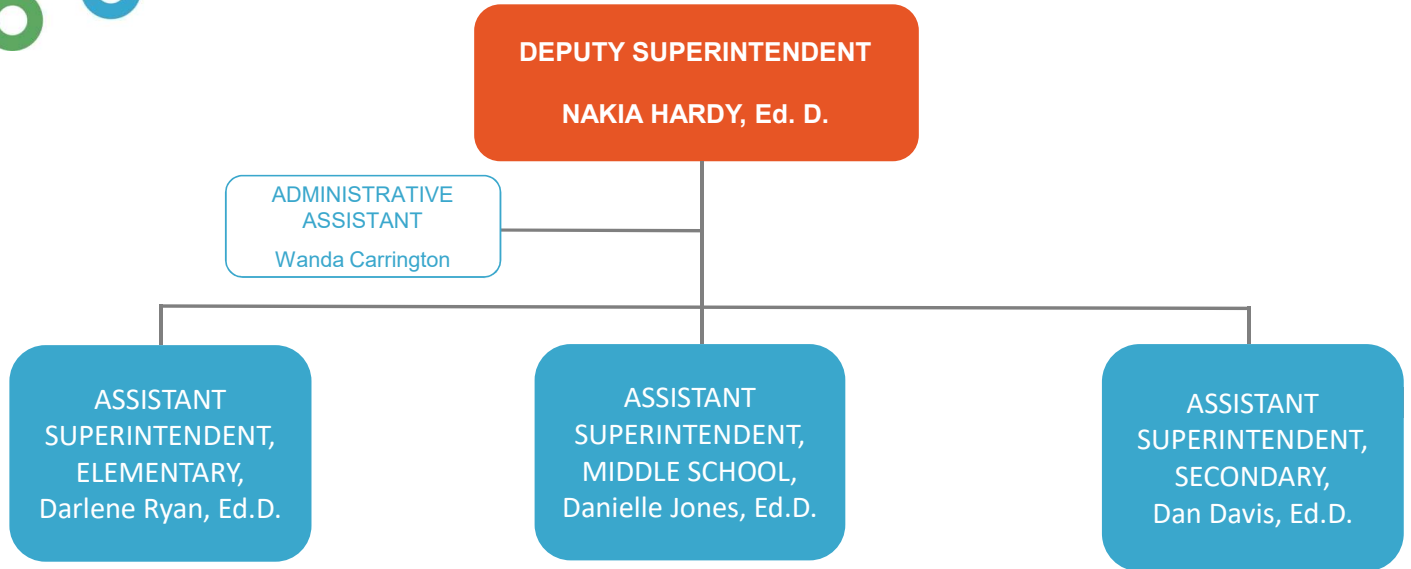 DEPUTY SUPERINTENDENT
NAKIA HARDY, Ed. D.
ADMINISTRATIVE
ASSISTANT
Wanda Carrington
ASSISTANT
SUPERINTENDENT,
ELEMENTARY,
Darlene Ryan, Ed.D.
ASSISTANT
SUPERINTENDENT,
MIDDLE SCHOOL,
Danielle Jones, Ed.D.
ASSISTANT
SUPERINTENDENT,
SECONDARY,
Dan Davis, Ed.D.